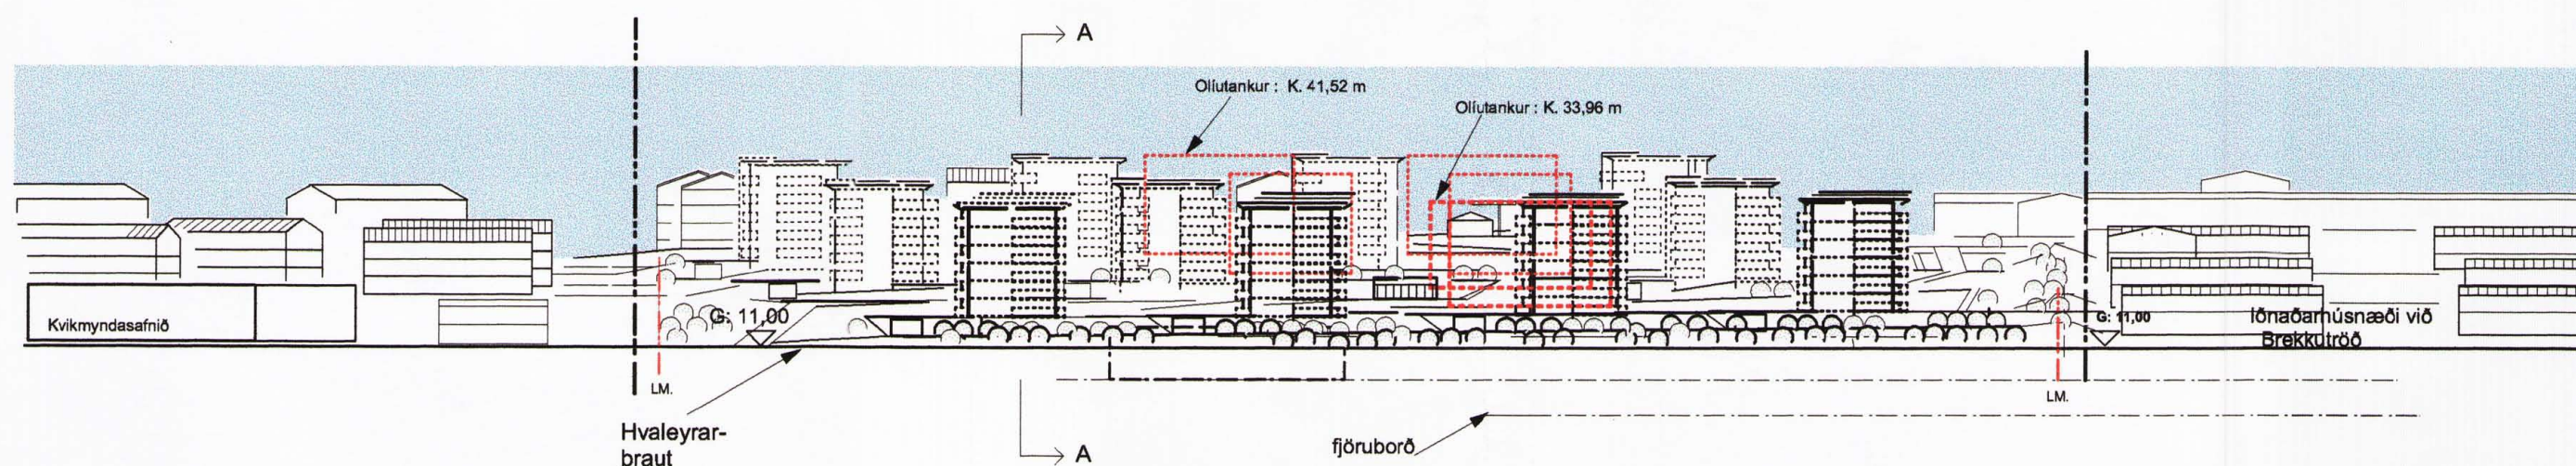 A
Olíutankur : K. 41,52 m
Olíutankur : K. 33,96 m
Kvikmyndasafnið
G: 11,00
G: 11,00
Iðnaðarhúsnæði við
Brekkutröð
LM.
LM.
Hvaleyrar-
braut
fjöruborð
A